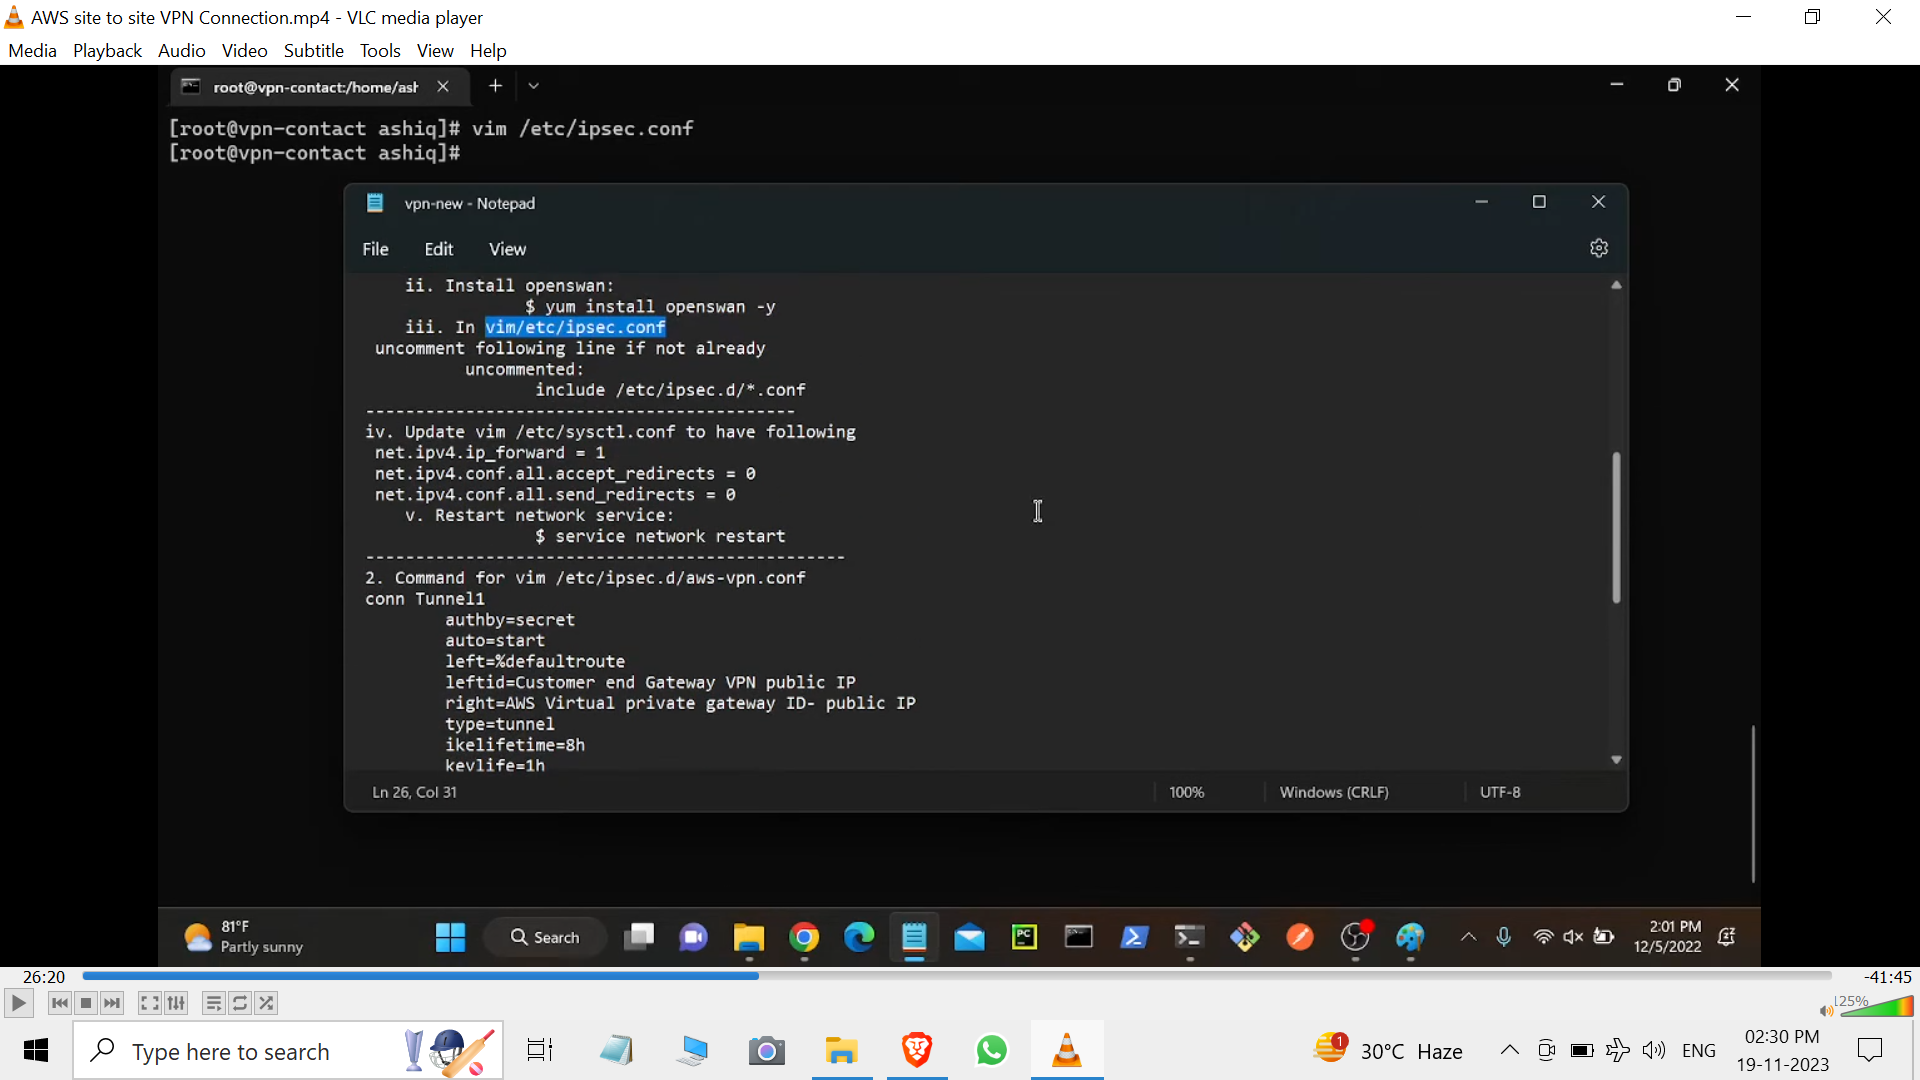 AWS site to site VPN Connection.mp4 - VLC media player
Media Playback Audio Video Subtitle Tools View Help
root@vpn-contact:/home/ash
[root@vpn-contact ashiq]# vim /etc/ipsec.conf
[root@vpn-contact ashiq]#
vpn-new - Notepad
File Edit View
ii. Install openswan:
$ yum install openswan -y
iii. In vim/etc/ipsec.conf
uncomment following line if not already
uncommented:
include /etc/ipsec.d/*.conf
-------------------------------------------
iv. Update vim /etc/sysctl.conf to have following
net.ipv4.ip_forward = 1
net.ipv4.conf.all.accept_redirects = 0
net.ipv4.conf.all.send_redirects = 0
v. Restart network service:
$ service network restart
------------------------------------------------
2. Command for vim /etc/ipsec.d/aws-vpn.conf
conn Tunnel1
authby=secret
auto=start
left=%defaultroute
leftid=Customer end Gateway VPN public IP
right=AWS Virtual private gateway ID- public IP
type=tunnel
ikelifetime=8h
keylife=1h
Ln 26, Col 31
100%
Windows (CRLF)
UTF-8
81°F
Partly sunny
Search
PC
2:01 PM
12/5/2022
26:20
-41:45
125%
Type here to search
1
30°C Haze
ENG
02:30 PM
19-11-2023